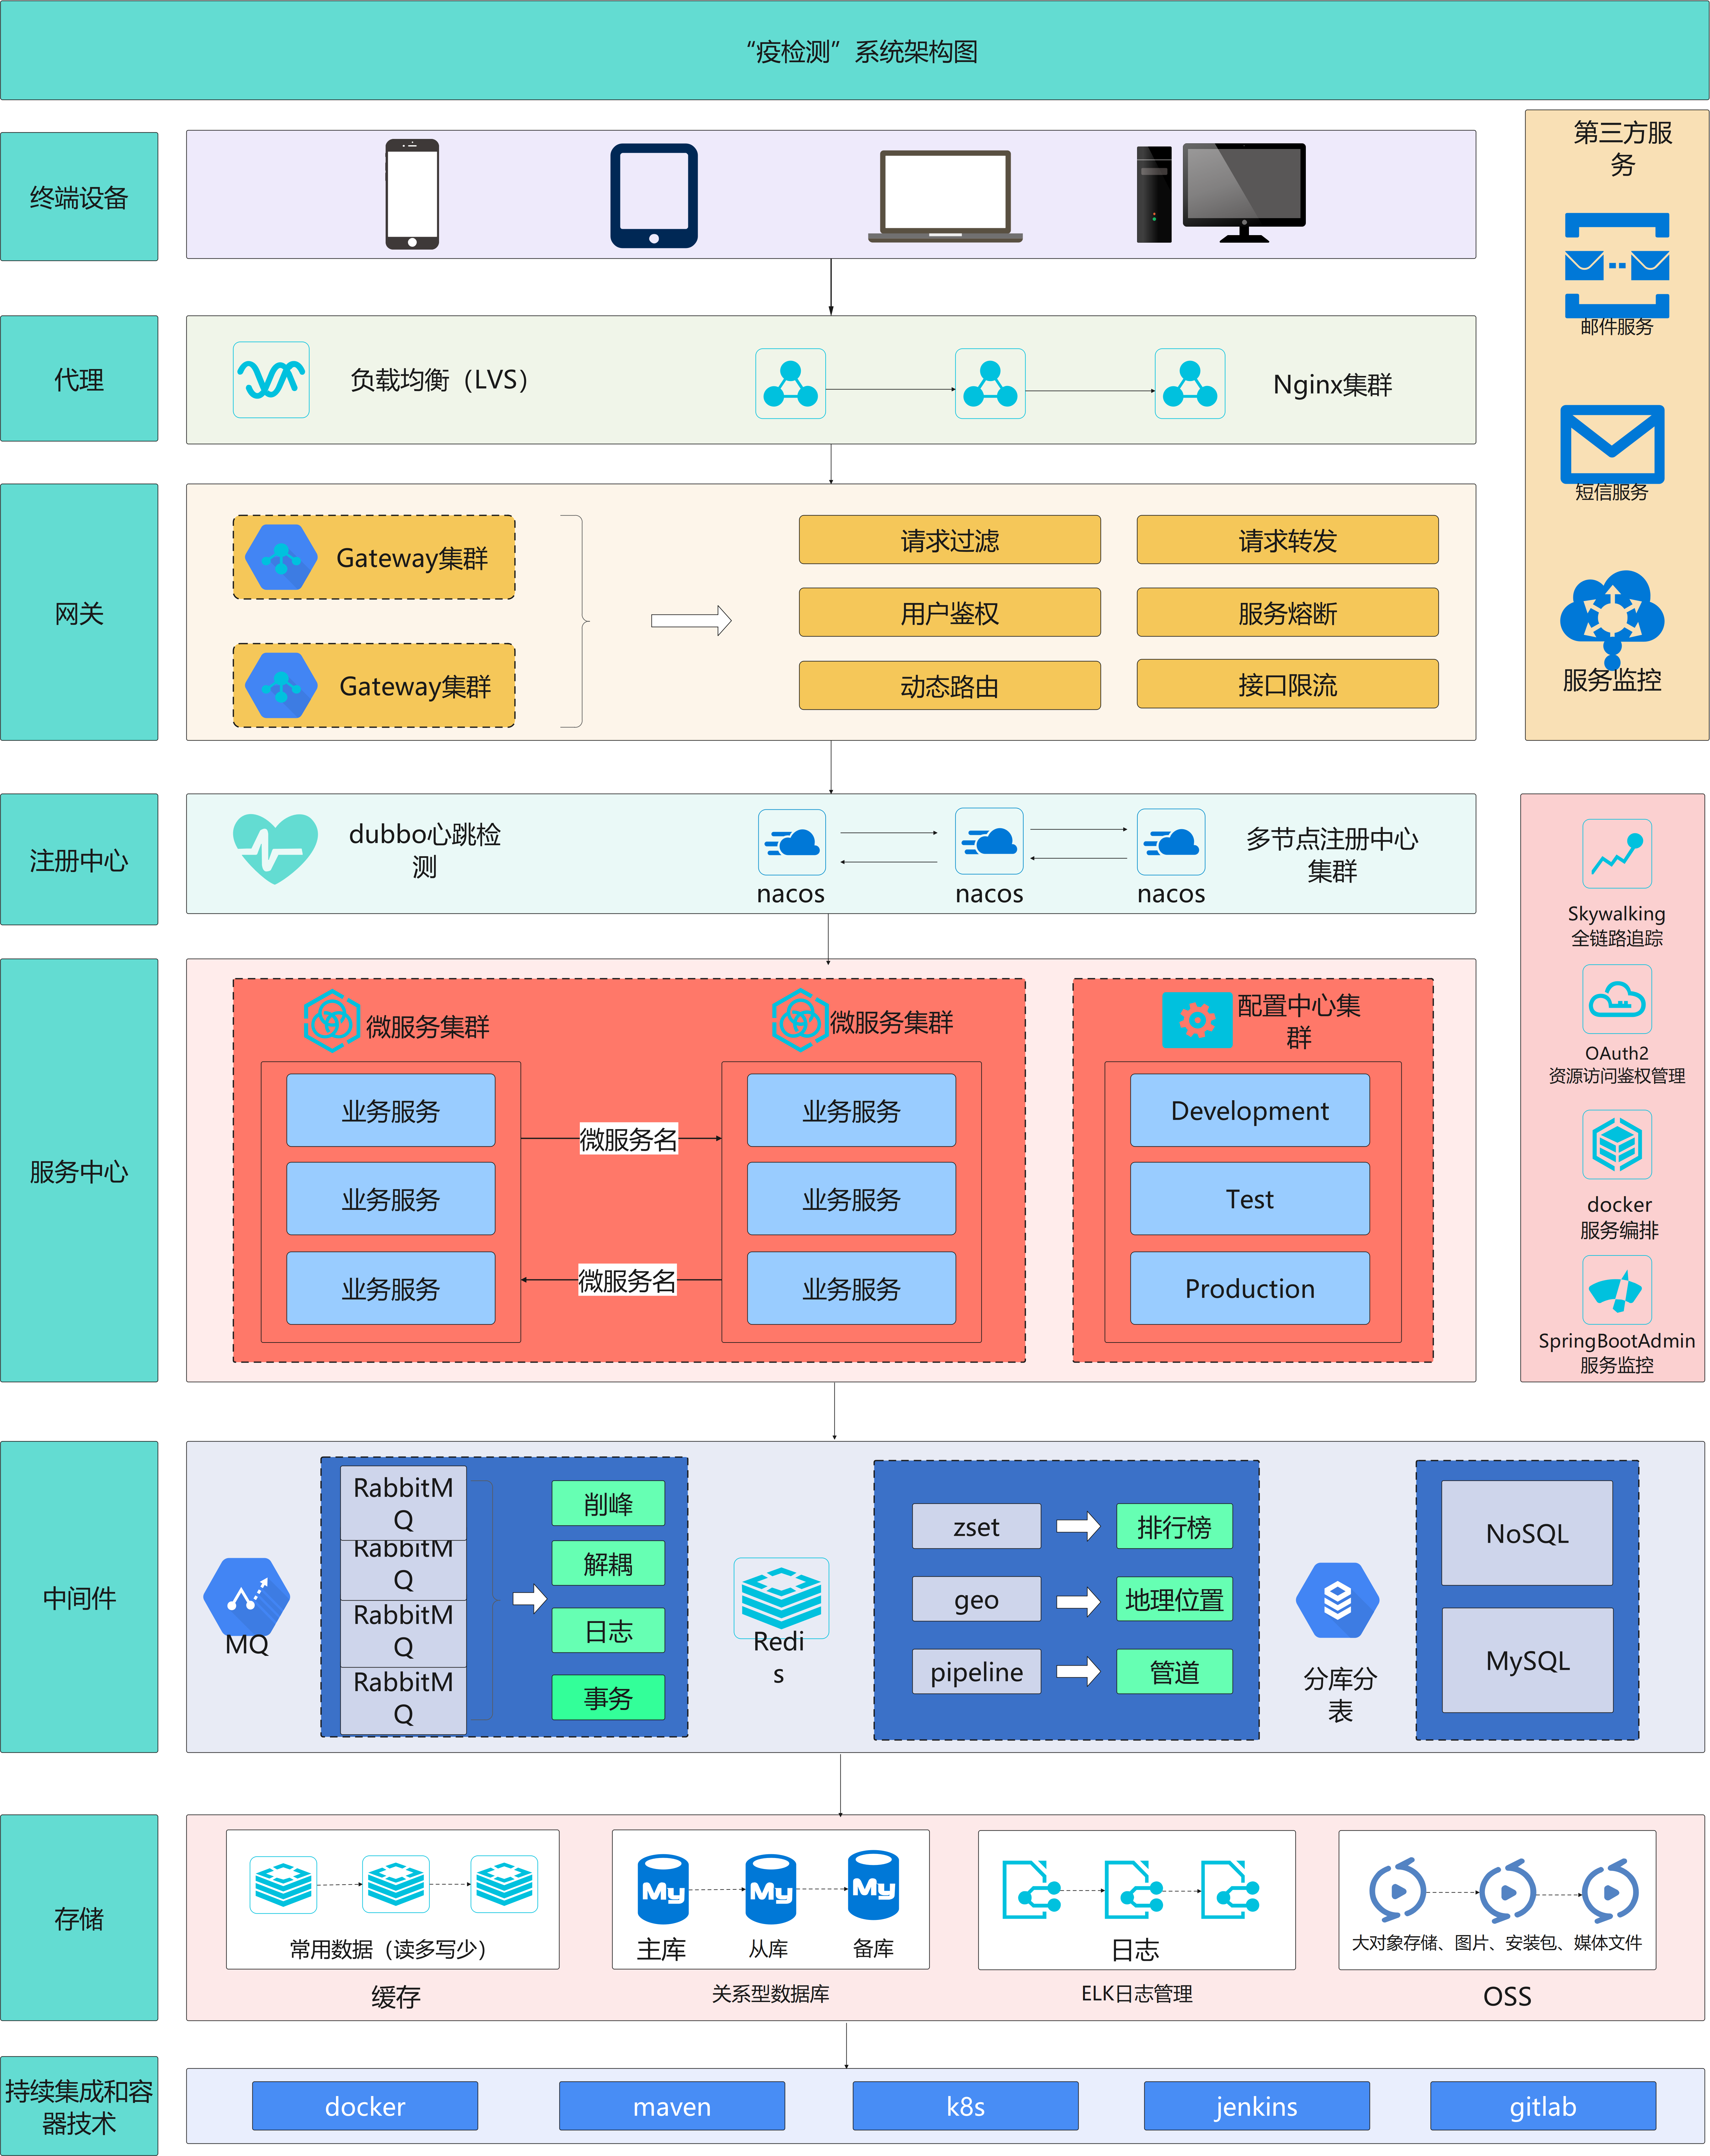 “疫检测”系统架构图
终端设备
第三方服
务
邮件服务
短信服务
服务监控
代理
负载均衡（LVS）
Nginx集群
网关
Gateway集群
Gateway集群
请求过滤
请求转发
用户鉴权
服务熔断
动态路由
接口限流
注册中心
dubbo心跳检
测
nacos
nacos
nacos
多节点注册中心
集群
Skywalking
全链路追踪
OAuth2
资源访问鉴权管理
docker
服务编排
SpringBootAdmin
服务监控
服务中心
微服务集群
业务服务
业务服务
业务服务
微服务名
微服务名
微服务集群
业务服务
业务服务
业务服务
配置中心集
群
Development
Test
Production
中间件
MQ
RabbitM
Q
RabbitM
Q
RabbitM
Q
RabbitM
Q
削峰
解耦
日志
事务
Redi
s
zset
排行榜
geo
地理位置
pipeline
管道
分库分
表
NoSQL
MySQL
存储
常用数据（读多写少）
缓存
My
My
My
主库
从库
备库
关系型数据库
日志
ELK日志管理
大对象存储、图片、安装包、媒体文件
OSS
持续集成和容
器技术
docker
maven
k8s
jenkins
gitlab